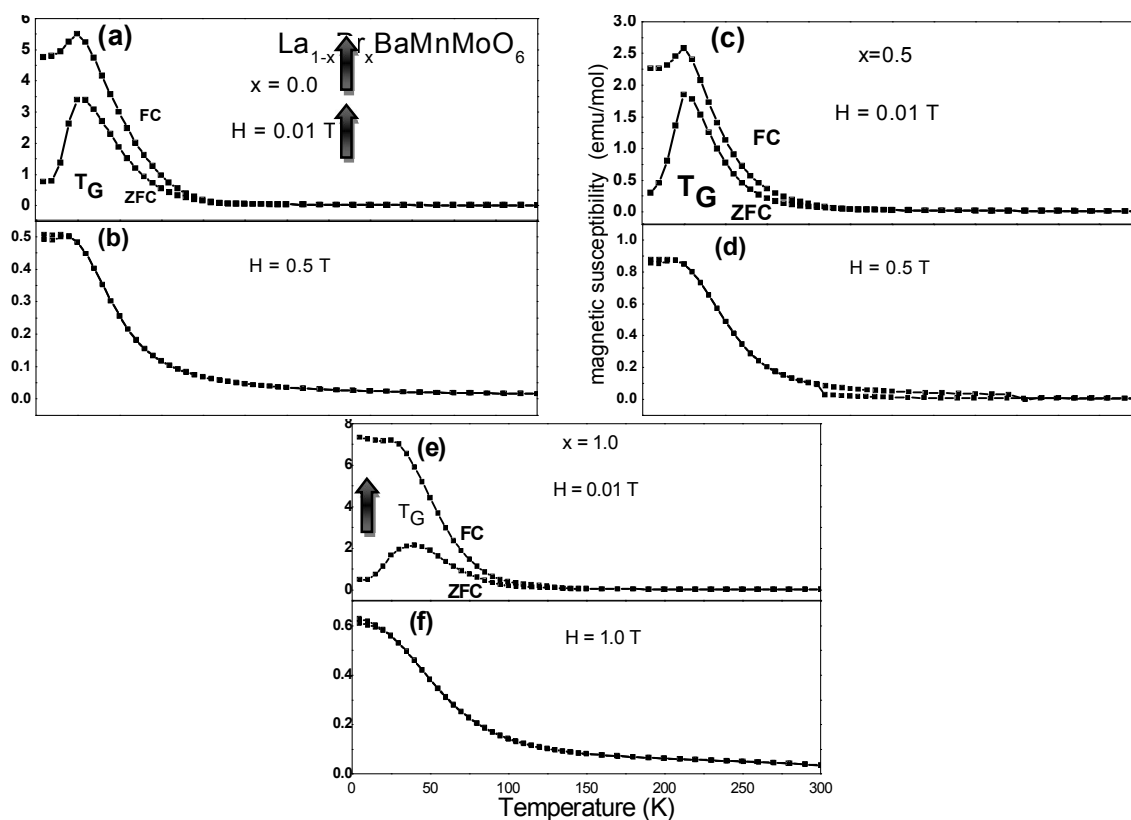 6
5
4
3
2
1
0
(a)
La1-x Pr x BaMnMoO6
x = 0.0
H = 0.01 T
FC
TG
ZFC
0.5
0.4
0.3
0.2
0.1
0.0
(b)
H = 0.5 T
magnetic susceptibility (emu/mol)
3.0
2.5
2.0
1.5
1.0
0.5
0.0
(c)
x=0.5
H = 0.01 T
FC
TG
ZFC
1.0
0.8
0.6
0.4
0.2
0.0
(d)
H = 0.5 T
8
6
4
2
0
(e)
x = 1.0
H = 0.01 T
TG
FC
ZFC
0.6
0.4
0.2
0.0
(f)
H = 1.0 T
0
50
100
150
200
250
300
Temperature (K)